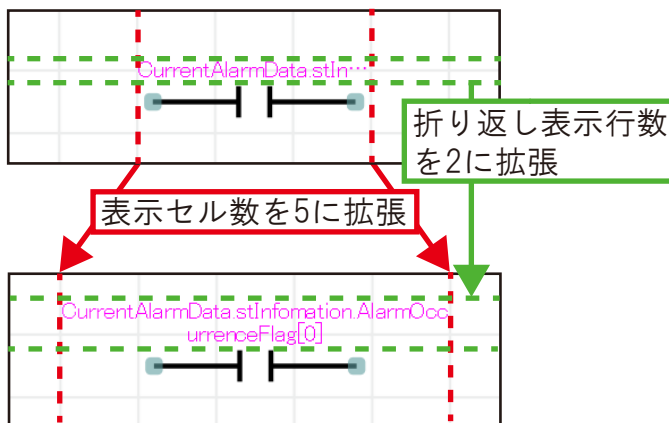 CurrentAlarmData.stIn…
折り返し表示行数
を2に拡張
表示セル数を5に拡張
CurrentAlarmData.stInfomation.AlarmOcc
urrenceFlag[0]